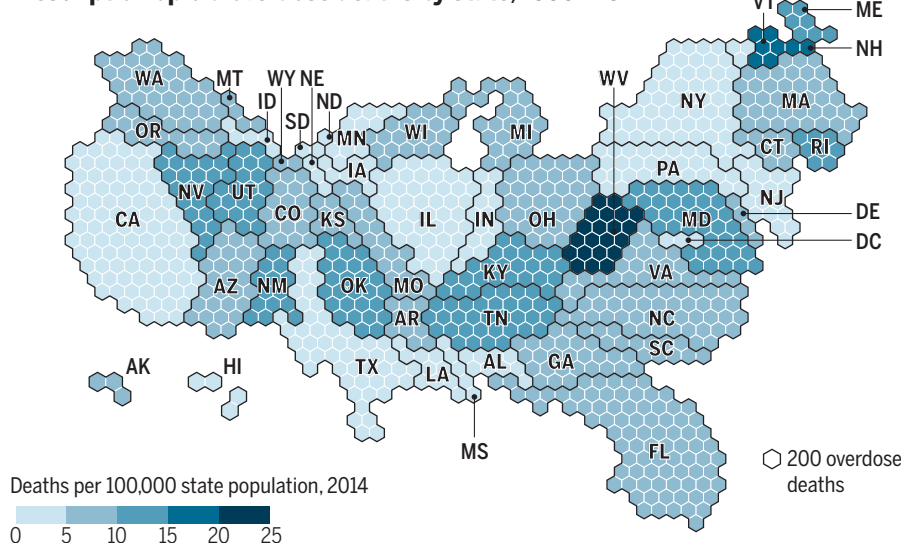 VT
ME
NH
WA
MT
WY NE
ID
ND
SD
WV
NY
MA
OR
MN
WI
MI
CT
RI
IA
PA
NV
UT
NJ
CA
CO
KS
IL
IN
OH
MD
DE
DC
AZ
NM
OK
MO
KY
VA
AR
TN
NC
SC
AK
HI
TX
LA
AL
GA
MS
FL
200 overdose
deaths
Deaths per 100,000 state population, 2014
0 5 10 15 20 25